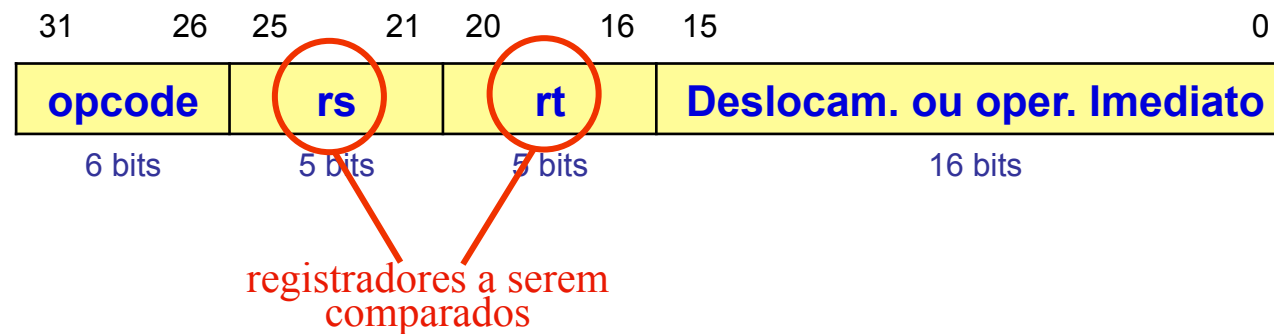 31 26 25 21 20 16 15 0
opcode rs rt Deslocam. ou oper. Imediato
6 bits 5 bits 5 bits 16 bits
registradores a serem
comparados